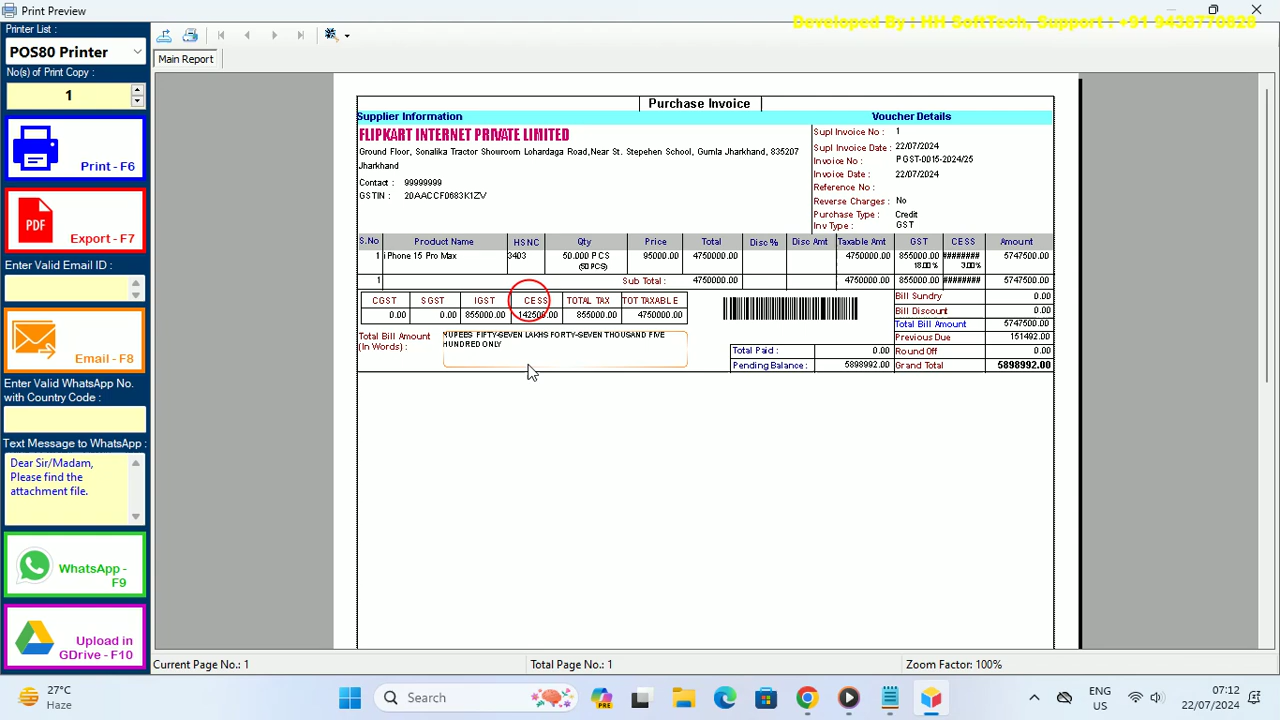 Print Preview
Developed By : HH SoftTech, Support : +91 9438770828
Printer List :
POS80 Printer
No(s) of Print Copy :
1
Print - F6
PDF
Export - F7
Enter Valid Email ID :
Email - F8
Enter Valid WhatsApp No. with Country Code :
Text Message to WhatsApp :
Dear Sir/Madam,
Please find the
attachment file.
WhatsApp - F9
Upload in GDrive - F10
Main Report
Purchase Invoice
Supplier Information Voucher Details
FLIPKART INTERNET PRIVATE LIMITED
Ground Floor, Sonalika Tractor Showroom Lohardaga Road,Near St. Stepehen School, Gumla Jharkhand, 835207
Jharkhand
Contact : 99999999
GSTIN : 20AACCF0683K1ZV
Supl Invoice No : 1
Supl Invoice Date : 22/07/2024
Invoice No : PGST-0015-2024/25
Invoice Date : 22/07/2024
Reference No :
Reverse Charges : No
Purchase Type : Credit
Inv Type : GST
S.No Product Name HSNC Qty Price Total Disc % Disc Amt Taxable Amt GST CESS Amount
1 iPhone 15 Pro Max 3403 50.000 PCS 95000.00 4750000.00 4750000.00 855000.00 ######## 5747500.00
(50 PCS) 18.00% 3.00%
1 Sub Total : 4750000.00 4750000.00 855000.00 ######## 5747500.00
CGST SGST IGST CESS TOTAL TAX TOT TAXABLE
0.00 0.00 855000.00 142500.00 855000.00 4750000.00
Total Bill Amount (In Words) :
RUPEES FIFTY-SEVEN LAKHS FORTY-SEVEN THOUSAND FIVE
HUNDRED ONLY
Bill Sundry 0.00
Bill Discount 0.00
Total Bill Amount 5747500.00
Previous Due 151492.00
Total Paid : 0.00 Round Off 0.00
Pending Balance : 5898992.00 Grand Total 5898992.00
Current Page No.: 1 Total Page No.: 1 Zoom Factor: 100%
27°C
Haze
Search
PRE
ENG
US
07:12
22/07/2024